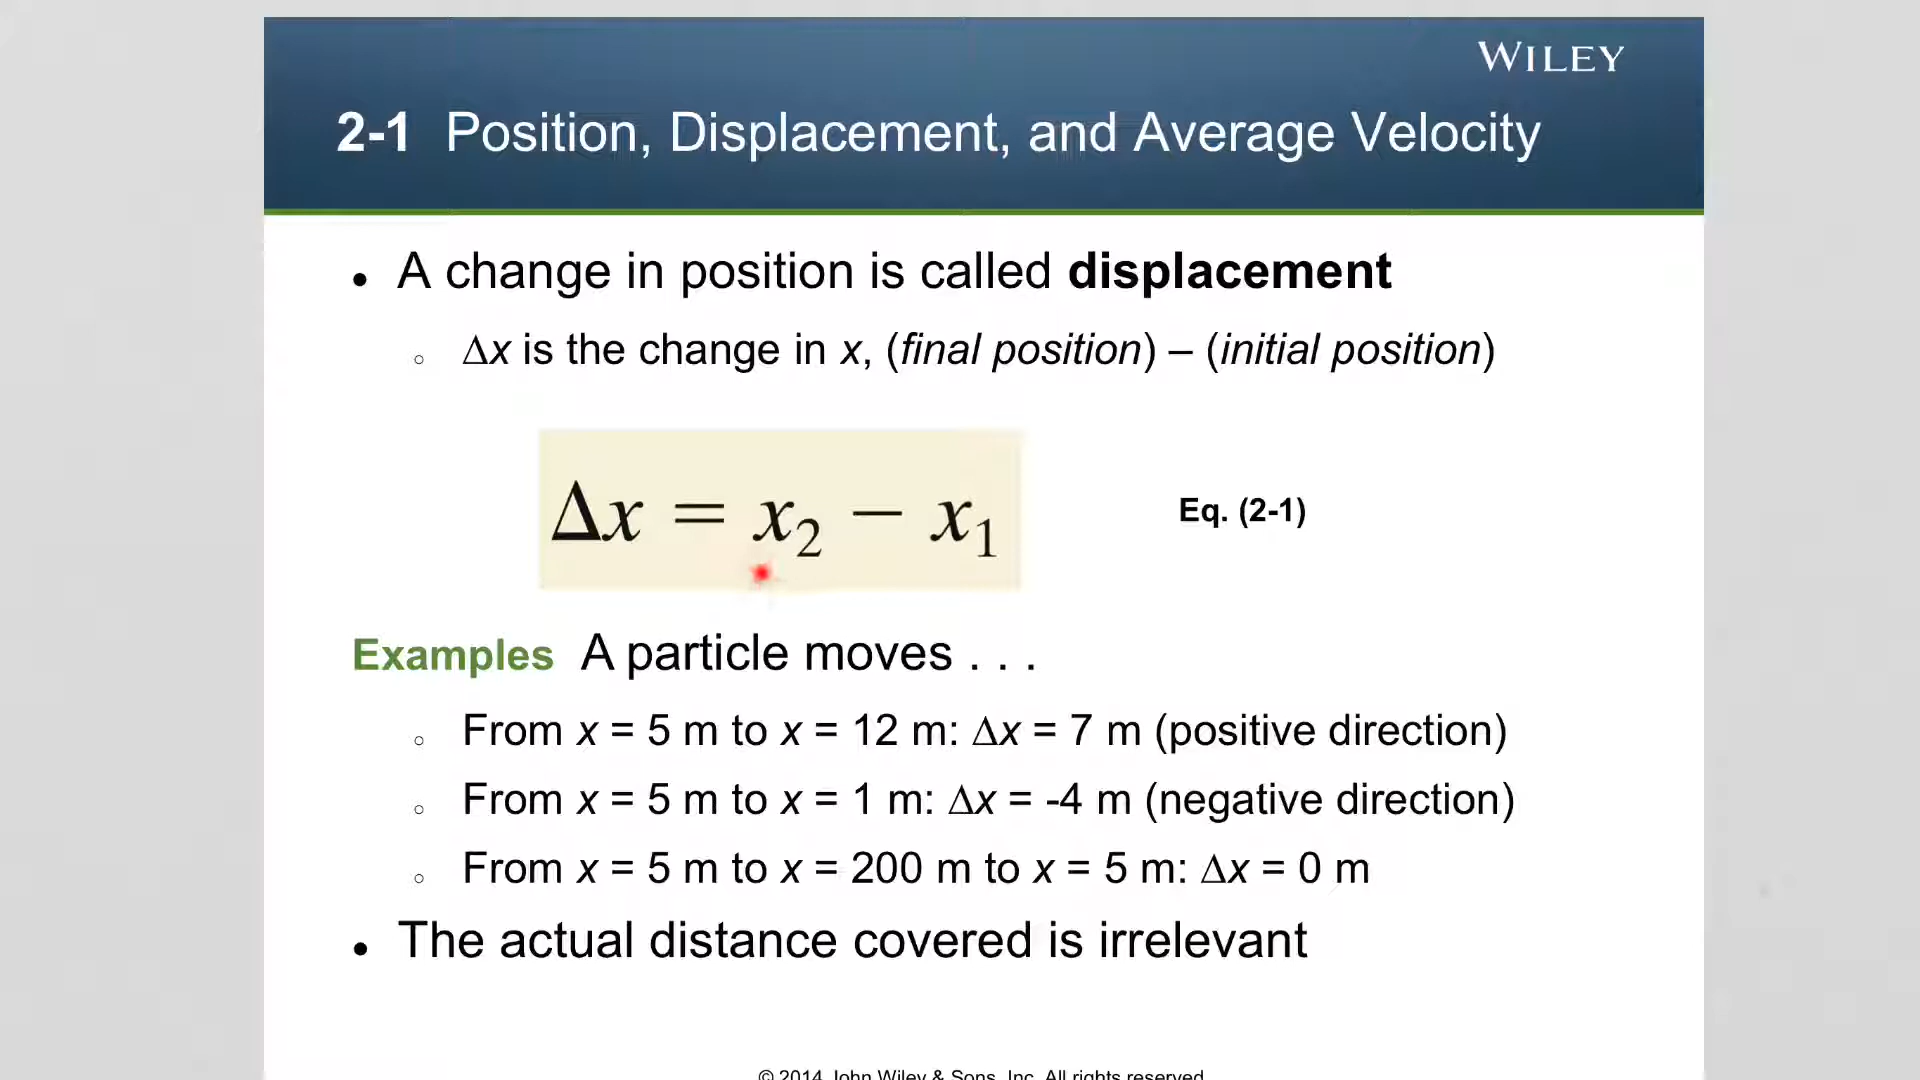 WILEY
2-1 Position, Displacement, and Average Velocity
• A change in position is called displacement
○ Δx is the change in x, (final position) – (initial position)
Δx = x₂ − x₁
Eq. (2-1)
Examples A particle moves . . .
○ From x = 5 m to x = 12 m: Δx = 7 m (positive direction)
○ From x = 5 m to x = 1 m: Δx = -4 m (negative direction)
○ From x = 5 m to x = 200 m to x = 5 m: Δx = 0 m
• The actual distance covered is irrelevant
© 2014 John Wiley & Sons, Inc. All rights reserved.